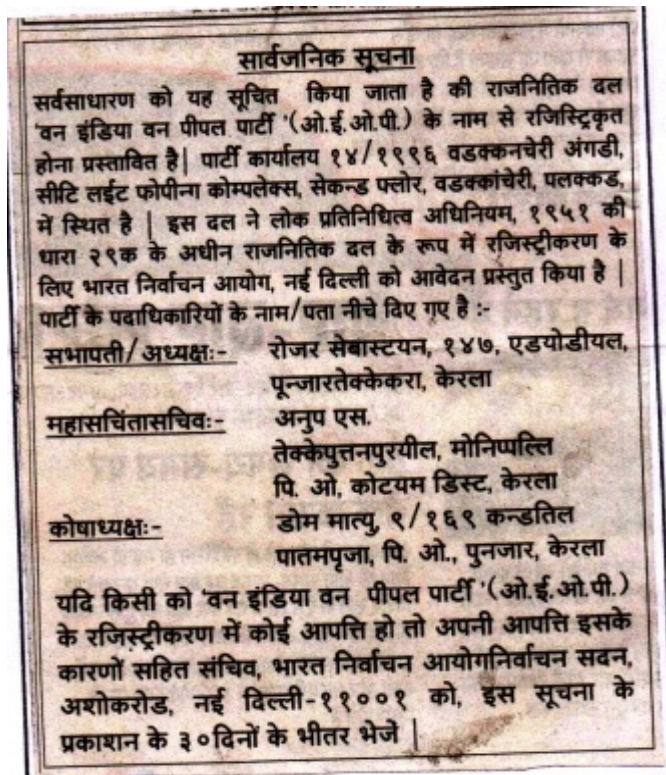 सार्वजनिक सूचना
सर्वसाधारण को यह सूचित किया जाता है की राजनितिक दल
'वन इंडिया वन पीपल पार्टी '(ओ.ई.ओ.पी.) के नाम से रजिस्ट्रिकृत
होना प्रस्तावित है| पार्टी कार्यालय १४/१९९६ वडक्कनचेरी अंगडी,
सीटि लईट फोपीना कोम्पलेक्स, सेकन्ड फ्लोर, वडक्कांचेरी, पलक्कड,
में स्थित है | इस दल ने लोक प्रतिनिधित्व अधिनियम, १९५१ की
धारा २९क के अधीन राजनितिक दल के रूप में रजिस्ट्रीकरण के
लिए भारत निर्वाचन आयोग, नई दिल्ली को आवेदन प्रस्तुत किया है |
पार्टी के पदाधिकारियों के नाम/पता नीचे दिए गए है :-
सभापती/अध्यक्षः- रोजर सेबास्टयन, १४७, एडयोडीयल,
पून्जारतेक्केकरा, केरला
महासचिंतासचिवः- अनुप एस.
तेक्केपुत्तनपुरयील, मोनिप्पल्लि
पि. ओ, कोटयम डिस्ट, केरला
कोषाध्यक्षः- डोम मात्यु, ९/१६९ कन्डतिल
पातमपृजा, पि. ओ., पुनजार, केरला
यदि किसी को 'वन इंडिया वन पीपल पार्टी '(ओ.ई.ओ.पी.)
के रजिस्ट्रीकरण में कोई आपत्ति हो तो अपनी आपत्ति इसके
कारणों सहित संचिव, भारत निर्वाचन आयोगनिर्वाचन सदन,
अशोकरोड, नई दिल्ली-११००१ को, इस सूचना के
प्रकाशन के ३०दिनों के भीतर भेजें |